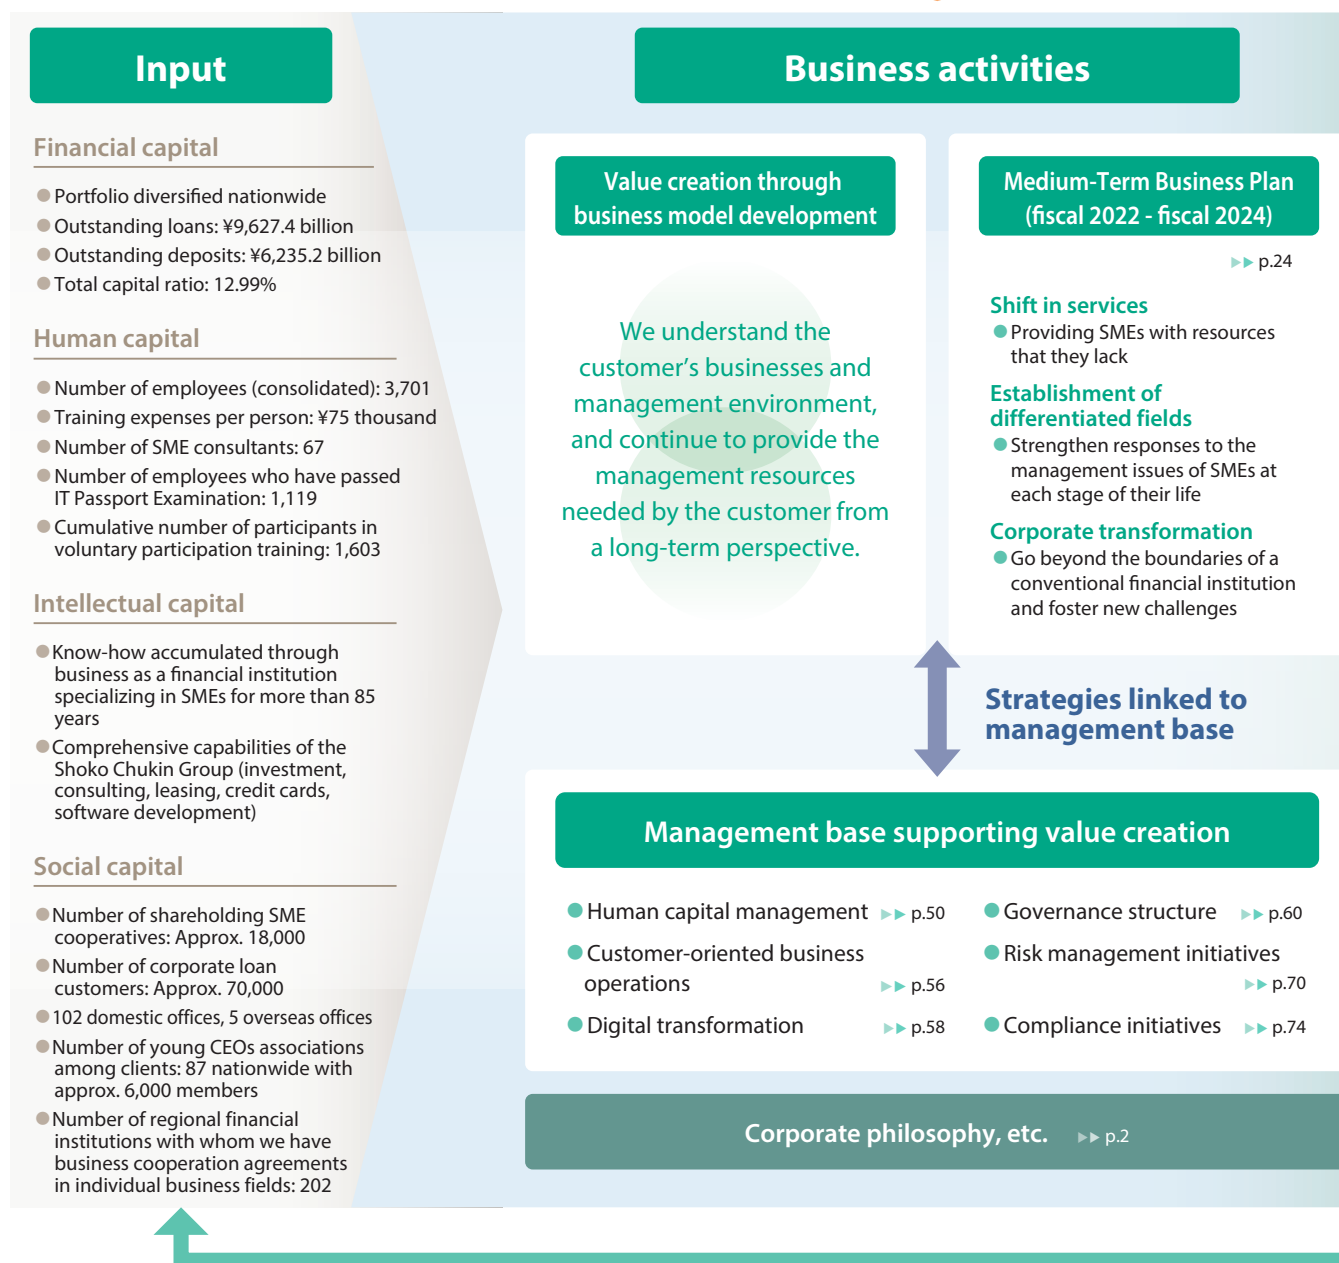 Input
Financial capital
Portfolio diversified nationwide
Outstanding loans: ¥9,627.4 billion
Outstanding deposits: ¥6,235.2 billion
Total capital ratio: 12.99%
Human capital
Number of employees (consolidated): 3,701
Training expenses per person: ¥75 thousand
Number of SME consultants: 67
Number of employees who have passed
IT Passport Examination: 1,119
Cumulative number of participants in
voluntary participation training: 1,603
Intellectual capital
Know-how accumulated through
business as a financial institution
specializing in SMEs for more than 85
years
Comprehensive capabilities of the
Shoko Chukin Group (investment,
consulting, leasing, credit cards,
software development)
Social capital
Number of shareholding SME
cooperatives: Approx. 18,000
Number of corporate loan
customers: Approx. 70,000
102 domestic offices, 5 overseas offices
Number of young CEOs associations
among clients: 87 nationwide with
approx. 6,000 members
Number of regional financial
institutions with whom we have
business cooperation agreements
in individual business fields: 202
Business activities
Value creation through
business model development
We understand the
customer's businesses and
management environment,
and continue to provide the
management resources
needed by the customer from
a long-term perspective.
Medium-Term Business Plan
(fiscal 2022 - fiscal 2024)
p.24
Shift in services
Providing SMEs with resources
that they lack
Establishment of
differentiated fields
Strengthen responses to the
management issues of SMEs at
each stage of their life
Corporate transformation
Go beyond the boundaries of a
conventional financial institution
and foster new challenges
Strategies linked to
management base
Management base supporting value creation
Human capital management p.50
Customer-oriented business
operations p.56
Digital transformation p.58
Governance structure p.60
Risk management initiatives
p.70
Compliance initiatives p.74
Corporate philosophy, etc. p.2